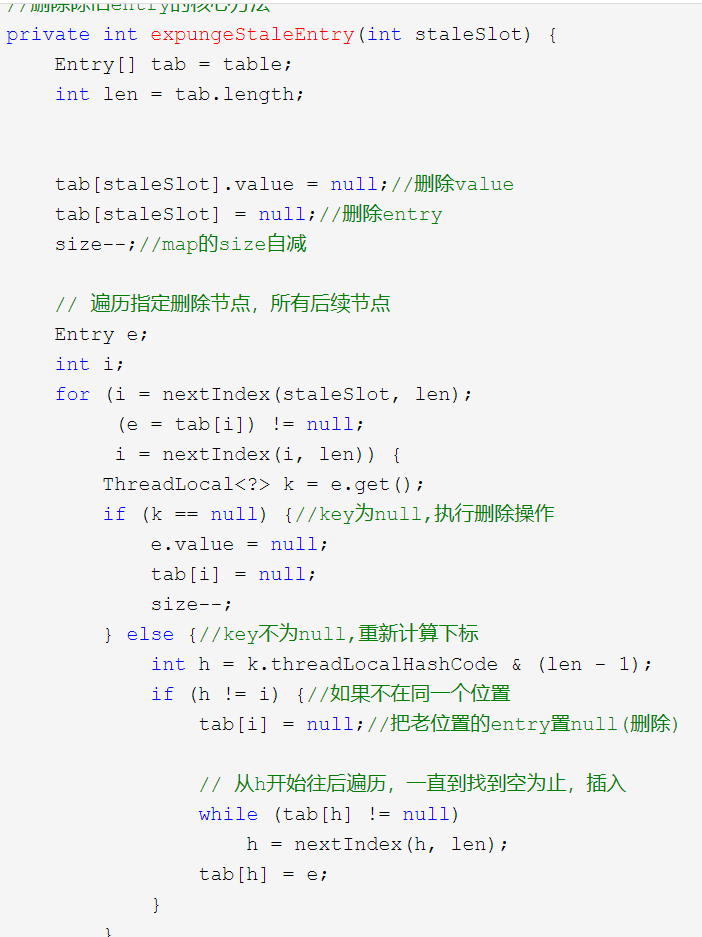 //删除陈旧entry的核心方法
private int expungeStaleEntry(int staleSlot) {
    Entry[] tab = table;
    int len = tab.length;
    tab[staleSlot].value = null;//删除value
    tab[staleSlot] = null;//删除entry
    size--;//map的size自减
    // 遍历指定删除节点，所有后续节点
    Entry e;
    int i;
    for (i = nextIndex(staleSlot, len);
         (e = tab[i]) != null;
         i = nextIndex(i, len)) {
        ThreadLocal<?> k = e.get();
        if (k == null) {//key为null,执行删除操作
            e.value = null;
            tab[i] = null;
            size--;
        } else {//key不为null,重新计算下标
            int h = k.threadLocalHashCode & (len - 1);
            if (h != i) {//如果不在同一个位置
                tab[i] = null;//把老位置的entry置null(删除)
                // 从h开始往后遍历，一直到找到空为止，插入
                while (tab[h] != null)
                    h = nextIndex(h, len);
                tab[h] = e;
            }
        }